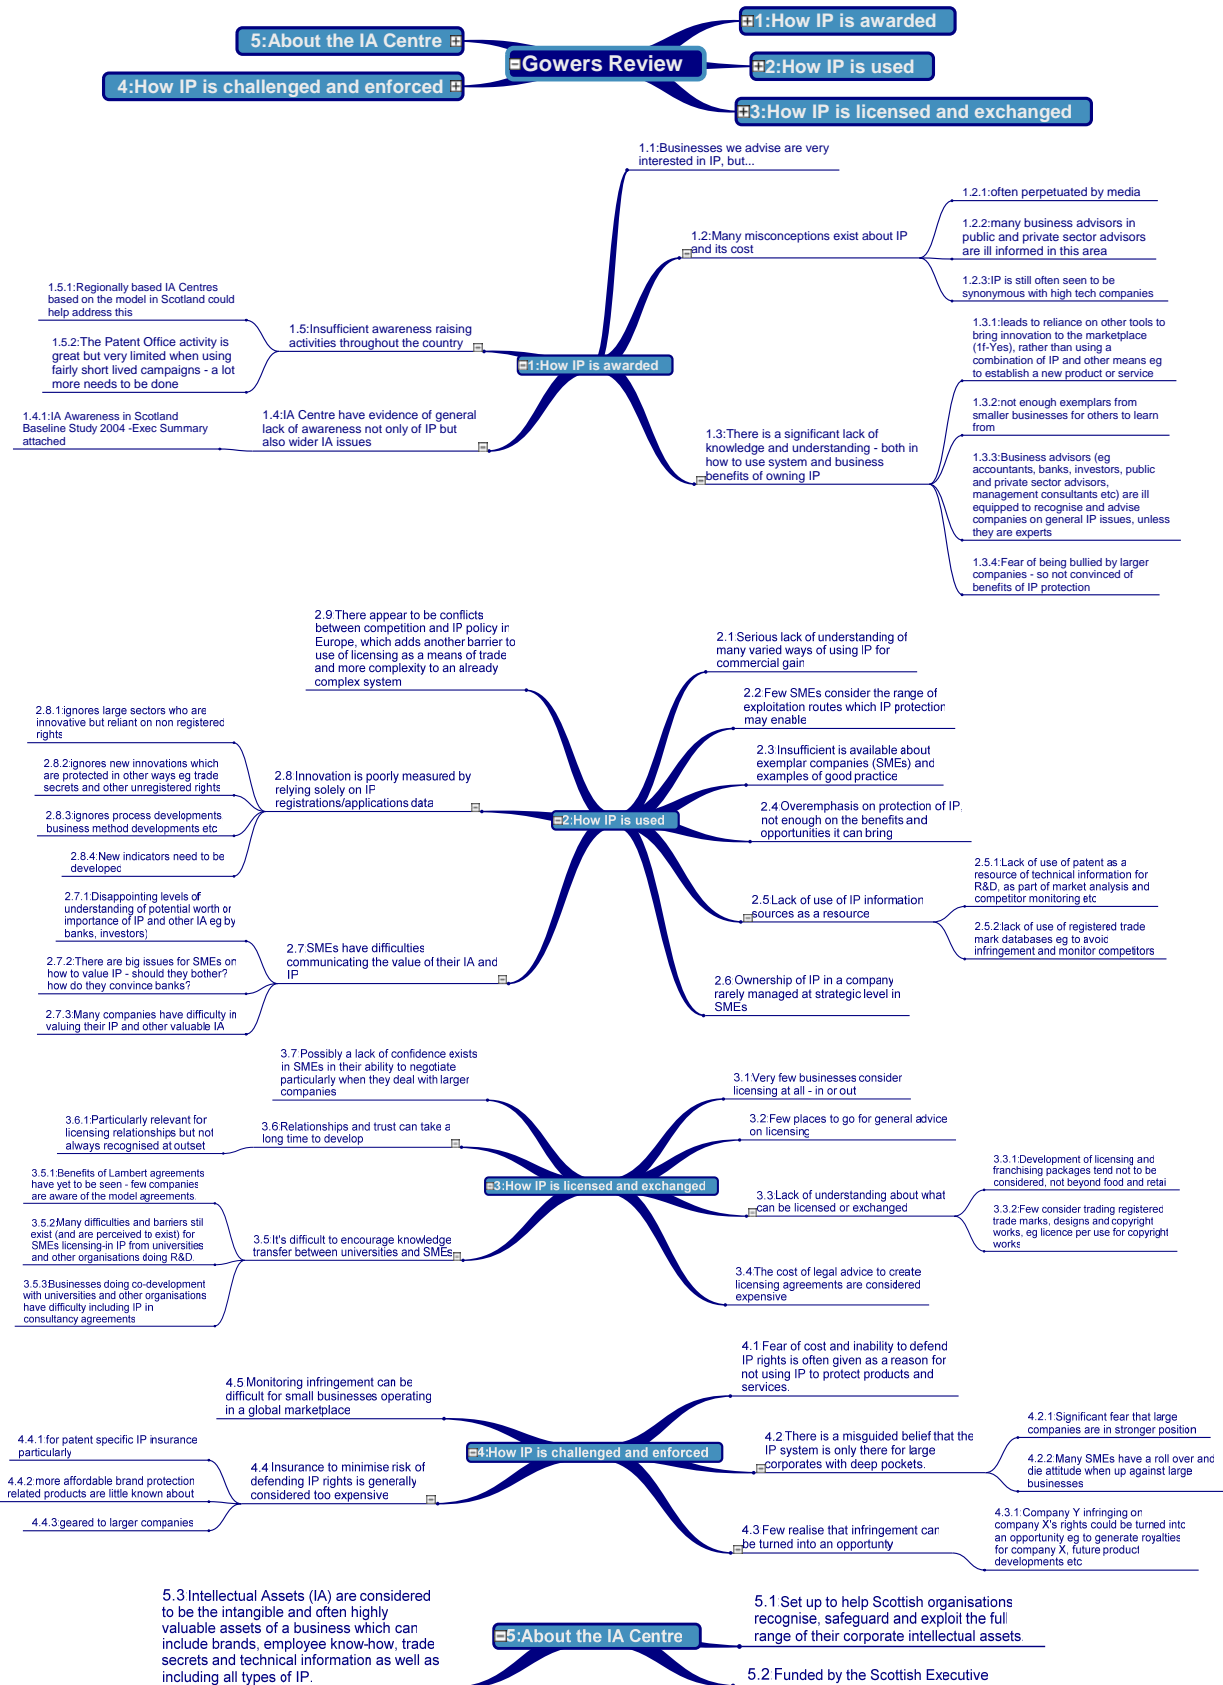 5:About the IA Centre
4:How IP is challenged and enforced
Gowers Review
1:How IP is awarded
2:How IP is used
3:How IP is licensed and exchanged
1.1:Businesses we advise are very
interested in IP, but...
1.2:Many misconceptions exist about IP
and its cost
1.2.1:often perpetuated by media
1.2.2:many business advisors in
public and private sector advisors
are ill informed in this area
1.2.3:IP is still often seen to be
synonymous with high tech companies
1:How IP is awarded
1.3:There is a significant lack of
knowledge and understanding - both in
how to use system and business
benefits of owning IP
1.3.1:leads to reliance on other tools to
bring innovation to the marketplace
(1f-Yes), rather than using a
combination of IP and other means eg
to establish a new product or service
1.3.2:not enough exemplars from
smaller businesses for others to learn
from
1.3.3:Business advisors (eg
accountants, banks, investors, public
and private sector advisors,
management consultants etc) are ill
equipped to recognise and advise
companies on general IP issues, unless
they are experts
1.3.4:Fear of being bullied by larger
companies - so not convinced of
benefits of IP protection
1.4:IA Centre have evidence of general
lack of awareness not only of IP but
also wider IA issues
1.4.1:IA Awareness in Scotland
Baseline Study 2004 -Exec Summary
attached
1.5:Insufficient awareness raising
activities throughout the country
1.5.1:Regionally based IA Centres
based on the model in Scotland could
help address this
1.5.2:The Patent Office activity is
great but very limited when using
fairly short lived campaigns - a lot
more needs to be done
2:How IP is used
2.1 Serious lack of understanding of
many varied ways of using IP for
commercial gain
2.2 Few SMEs consider the range of
exploitation routes which IP protection
may enable
2.3 Insufficient is available about
exemplar companies (SMEs) and
examples of good practice
2.4 Overemphasis on protection of IP,
not enough on the benefits and
opportunities it can bring
2.5 Lack of use of IP information
sources as a resource
2.5.1:Lack of use of patent as a
resource of technical information for
R&D, as part of market analysis and
competitor monitoring etc
2.5.2:lack of use of registered trade
mark databases eg to avoid
infringement and monitor competitors
2.6 Ownership of IP in a company
rarely managed at strategic level in
SMEs
2.7 SMEs have difficulties
communicating the value of their IA and
IP
2.7.1:Disappointing levels of
understanding of potential worth or
importance of IP and other IA eg by
banks, investors)
2.7.2:There are big issues for SMEs on
how to value IP - should they bother?
how do they convince banks?
2.7.3:Many companies have difficulty in
valuing their IP and other valuable IA
2.8 Innovation is poorly measured by
relying solely on IP
registrations/applications data
2.8.1:ignores large sectors who are
innovative but reliant on non registered
rights
2.8.2:ignores new innovations which
are protected in other ways eg trade
secrets and other unregistered rights
2.8.3:ignores process developments
business method developments etc
2.8.4:New indicators need to be
developed
2.9 There appear to be conflicts
between competition and IP policy in
Europe, which adds another barrier to
use of licensing as a means of trade
and more complexity to an already
complex system
3:How IP is licensed and exchanged
3.1:Very few businesses consider
licensing at all - in or out
3.2:Few places to go for general advice
on licensing
3.3:Lack of understanding about what
can be licensed or exchanged
3.3.1:Development of licensing and
franchising packages tend not to be
considered, not beyond food and retail
3.3.2:Few consider trading registered
trade marks, designs and copyright
works, eg licence per use for copyright
works
3.4:The cost of legal advice to create
licensing agreements are considered
expensive
3.5:It's difficult to encourage knowledge
transfer between universities and SMEs
3.5.1:Benefits of Lambert agreements
have yet to be seen - few companies
are aware of the model agreements.
3.5.2:Many difficulties and barriers still
exist (and are perceived to exist) for
SMEs licensing-in IP from universities
and other organisations doing R&D.
3.5.3:Businesses doing co-development
with universities and other organisations
have difficulty including IP in
consultancy agreements
3.6:Relationships and trust can take a
long time to develop
3.6.1:Particularly relevant for
licensing relationships but not
always recognised at outset
3.7:Possibly a lack of confidence exists
in SMEs in their ability to negotiate
particularly when they deal with larger
companies
4:How IP is challenged and enforced
4.1 Fear of cost and inability to defend
IP rights is often given as a reason for
not using IP to protect products and
services.
4.2 There is a misguided belief that the
IP system is only there for large
corporates with deep pockets.
4.2.1:Significant fear that large
companies are in stronger position
4.2.2:Many SMEs have a roll over and
die attitude when up against large
businesses
4.3 Few realise that infringement can
be turned into an opportunty
4.3.1:Company Y infringing on
company X's rights could be turned into
an opportunity eg to generate royalties
for company X, future product
developments etc
4.4 Insurance to minimise risk of
defending IP rights is generally
considered too expensive
4.4.1:for patent specific IP insurance
particularly
4.4.2:more affordable brand protection
related products are little known about
4.4.3:geared to larger companies
4.5 Monitoring infringement can be
difficult for small businesses operating
in a global marketplace
5:About the IA Centre
5.1 Set up to help Scottish organisations
recognise, safeguard and exploit the full
range of their corporate intellectual assets.
5.2 Funded by the Scottish Executive
5.3 Intellectual Assets (IA) are considered
to be the intangible and often highly
valuable assets of a business which can
include brands, employee know-how, trade
secrets and technical information as well as
including all types of IP.